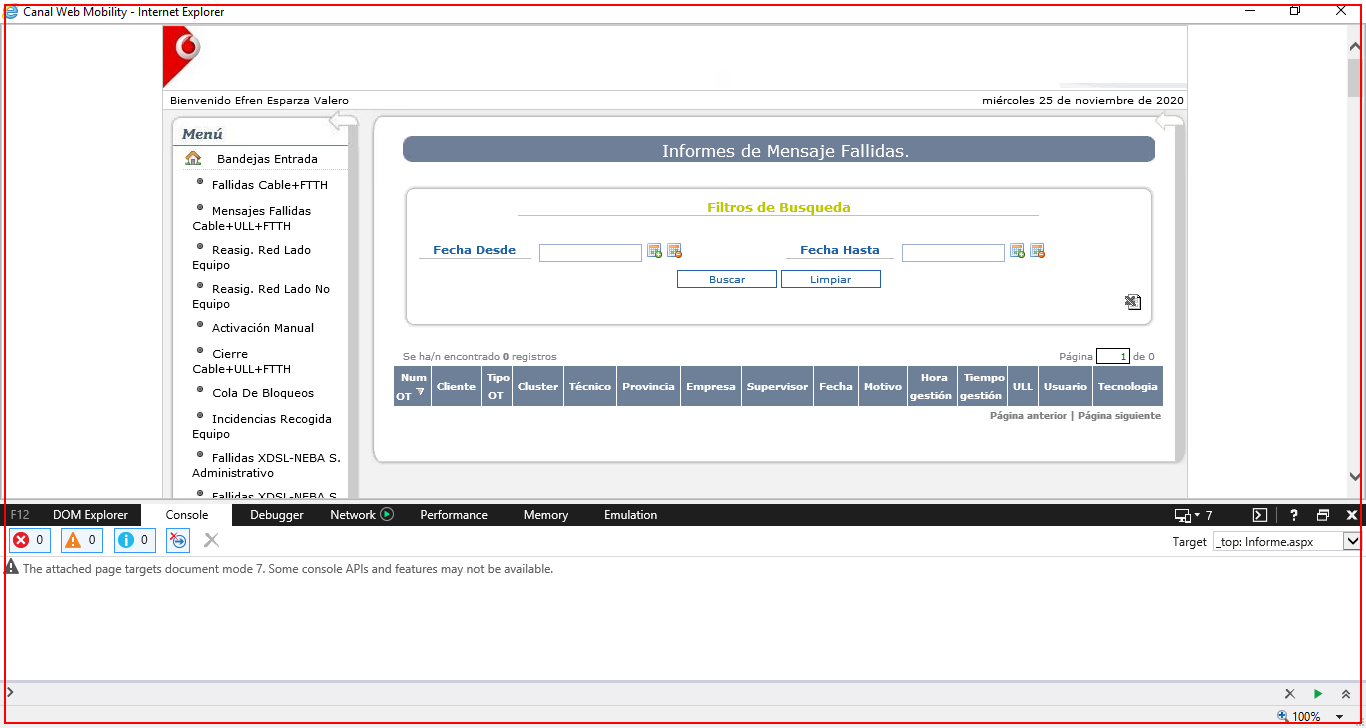 Canal Web Mobility - Internet Explorer
Bienvenido Efren Esparza Valero
miércoles 25 de noviembre de 2020
Menú
Bandejas Entrada
Fallidas Cable+FTTH
Mensajes Fallidas
Cable+ULL+FTTH
Reasig. Red Lado
Equipo
Reasig. Red Lado No
Equipo
Activación Manual
Cierre
Cable+ULL+FTTH
Cola De Bloqueos
Incidencias Recogida
Equipo
Fallidas XDSL-NEBA S.
Administrativo
Fallidas XDSL-NEBA S.
Informes de Mensaje Fallidas.
Filtros de Busqueda
Fecha Desde
Fecha Hasta
Buscar
Limpiar
Se ha/n encontrado 0 registros
Página 1 de 0
Num OT
Cliente
Tipo OT
Cluster
Técnico
Provincia
Empresa
Supervisor
Fecha
Motivo
Hora gestión
Tiempo gestión
ULL
Usuario
Tecnologia
Página anterior | Página siguiente
F12 DOM Explorer Console Debugger Network Performance Memory Emulation 7 ?
0 0 0
Target _top: Informe.aspx
The attached page targets document mode 7. Some console APIs and features may not be available.
100%